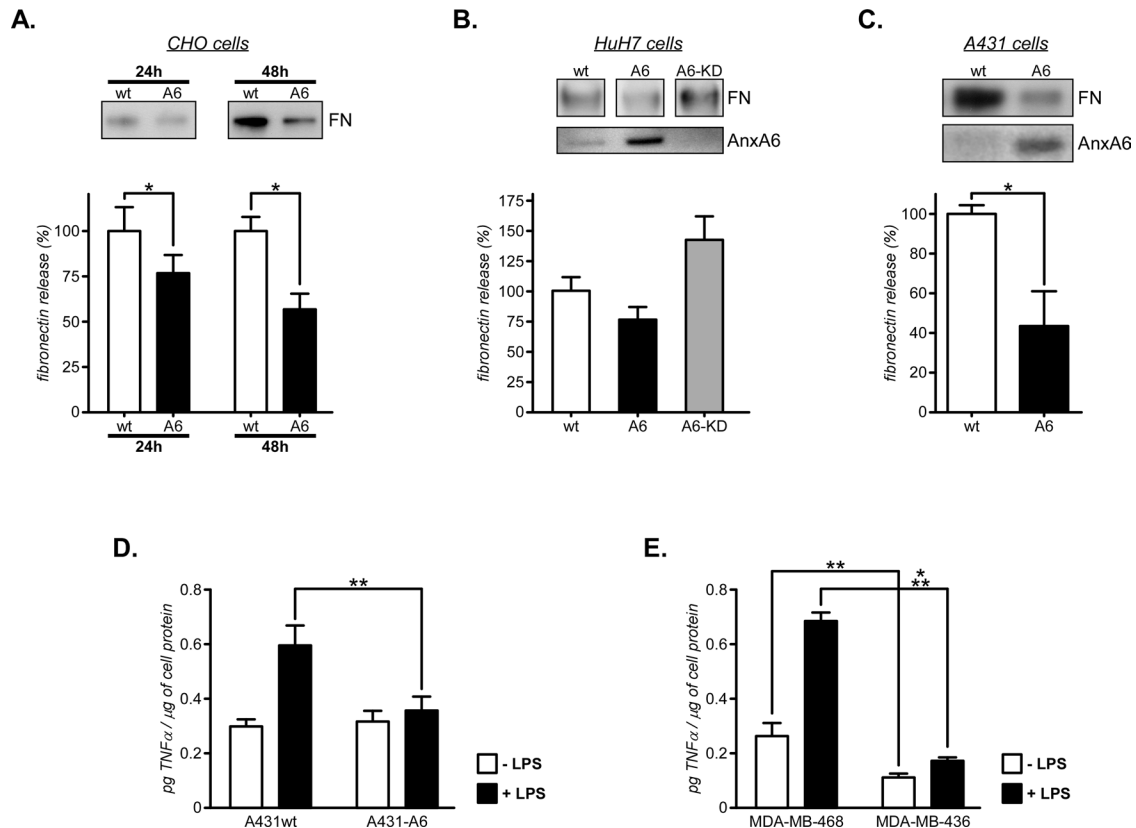 A.
CHO cells
24h 48h
wt A6 wt A6
FN
* *
fibronectin release (%)
100
75
50
25
0
wt A6 wt A6
24h 48h
B.
HuH7 cells
wt A6 A6-KD
FN
AnxA6
fibronectin release (%)
175
150
125
100
75
50
25
0
wt A6 A6-KD
C.
A431 cells
wt A6
FN
AnxA6
*
fibronectin release (%)
100
80
60
40
20
0
wt A6
D.
**
pg TNFα / μg of cell protein
0.8
0.6
0.4
0.2
0
A431wt A431-A6
- LPS
+ LPS
E.
** *
**
pg TNFα / μg of cell protein
0.8
0.6
0.4
0.2
0
MDA-MB-468 MDA-MB-436
- LPS
+ LPS